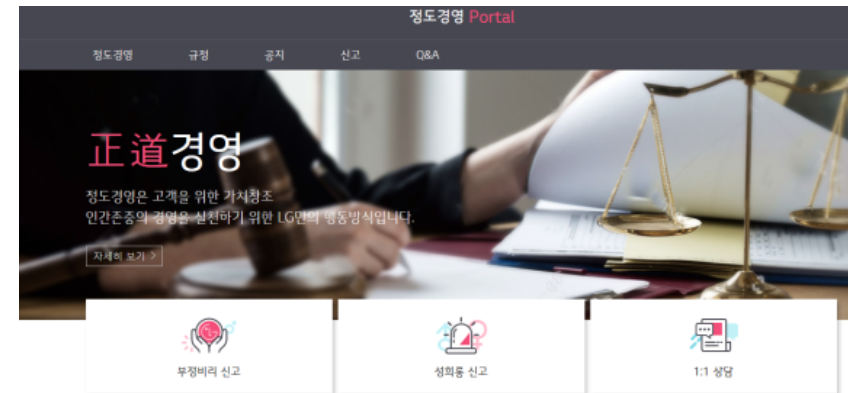 정도경영 Portal
정도경영 규정 공지 신고 Q&A
正道경영
정도경영은 고객을 위한 가치창조
인간존중의 경영을 실천하기 위한 LG만의 행동방식입니다.
자세히 보기 >
부정비리 신고 성희롱 신고 1:1 상담